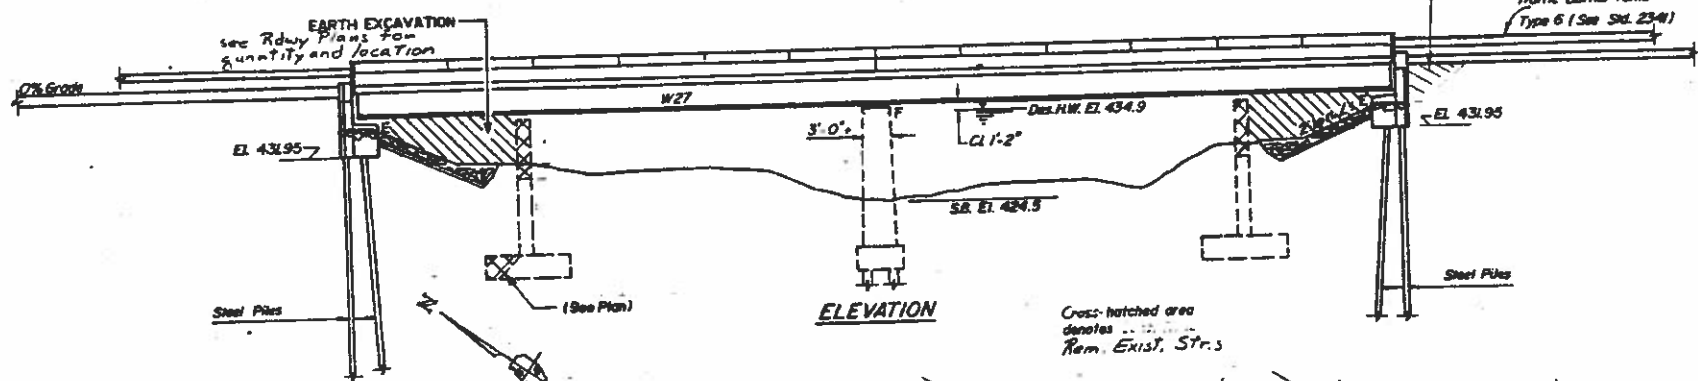 EARTH EXCAVATION
see Rdwy Plans for
quantity and location
0% Grade
Type 6 (See Std. 2341)
W27
Des. H.W. El. 434.9
3'-0"±
Cl. 1'-2"
F
E
E
El. 431.95
El. 431.95
S.B. El. 424.5
Steel Piles
Steel Piles
(See Plan)
N
ELEVATION
Cross-hatched area
denotes
Rem. Exist. Str.s